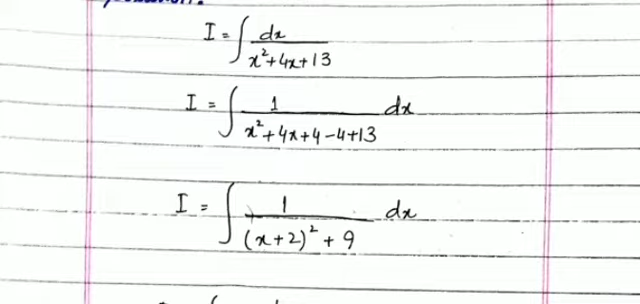 I = ∫ dx / x²+4x+13
I = ∫ 1 / x²+4x+4-4+13 dx
I = ∫ 1 / (x+2)² + 9 dx